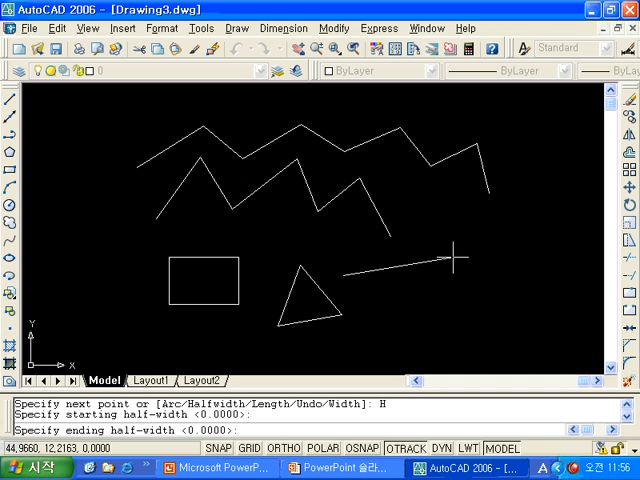 AutoCAD 2006 - [Drawing3.dwg]
File Edit View Insert Format Tools Draw Dimension Modify Express Window Help
Standard
0 ByLayer ByLayer ByLay
Y
X
Model Layout1 Layout2
Specify next point or [Arc/Halfwidth/Length/Undo/Width]: H
Specify starting half-width <0.0000>:
Specify ending half-width <0.0000>:
44.9660, 12.2163, 0.0000 SNAP GRID ORTHO POLAR OSNAP OTRACK DYN LWT MODEL
시작 Microsoft PowerP... PowerPoint 슬라... AutoCAD 2006 - [... A 오전 11:56